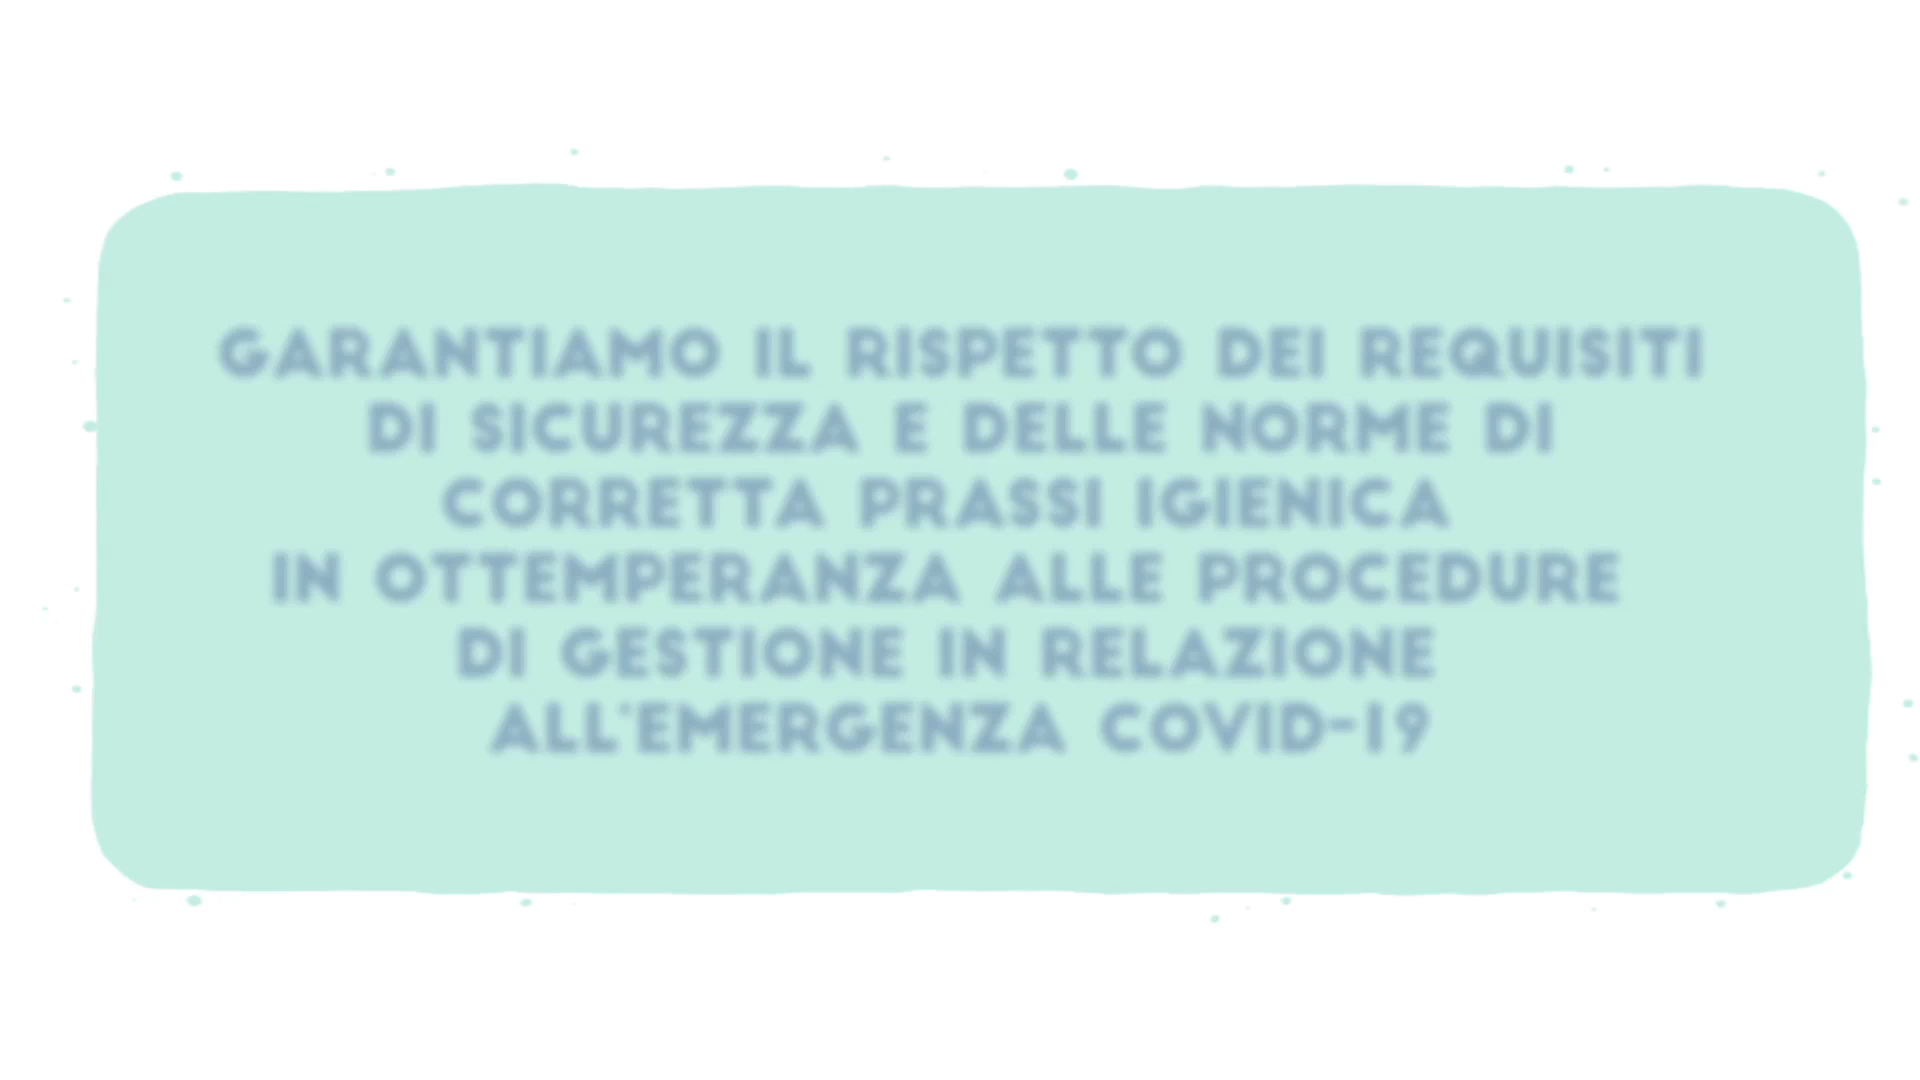 GARANTIAMO IL RISPETTO DEI REQUISITI
DI SICUREZZA E DELLE NORME DI
CORRETTA PRASSI IGIENICA
IN OTTEMPERANZA ALLE PROCEDURE
DI GESTIONE IN RELAZIONE
ALL'EMERGENZA COVID-19